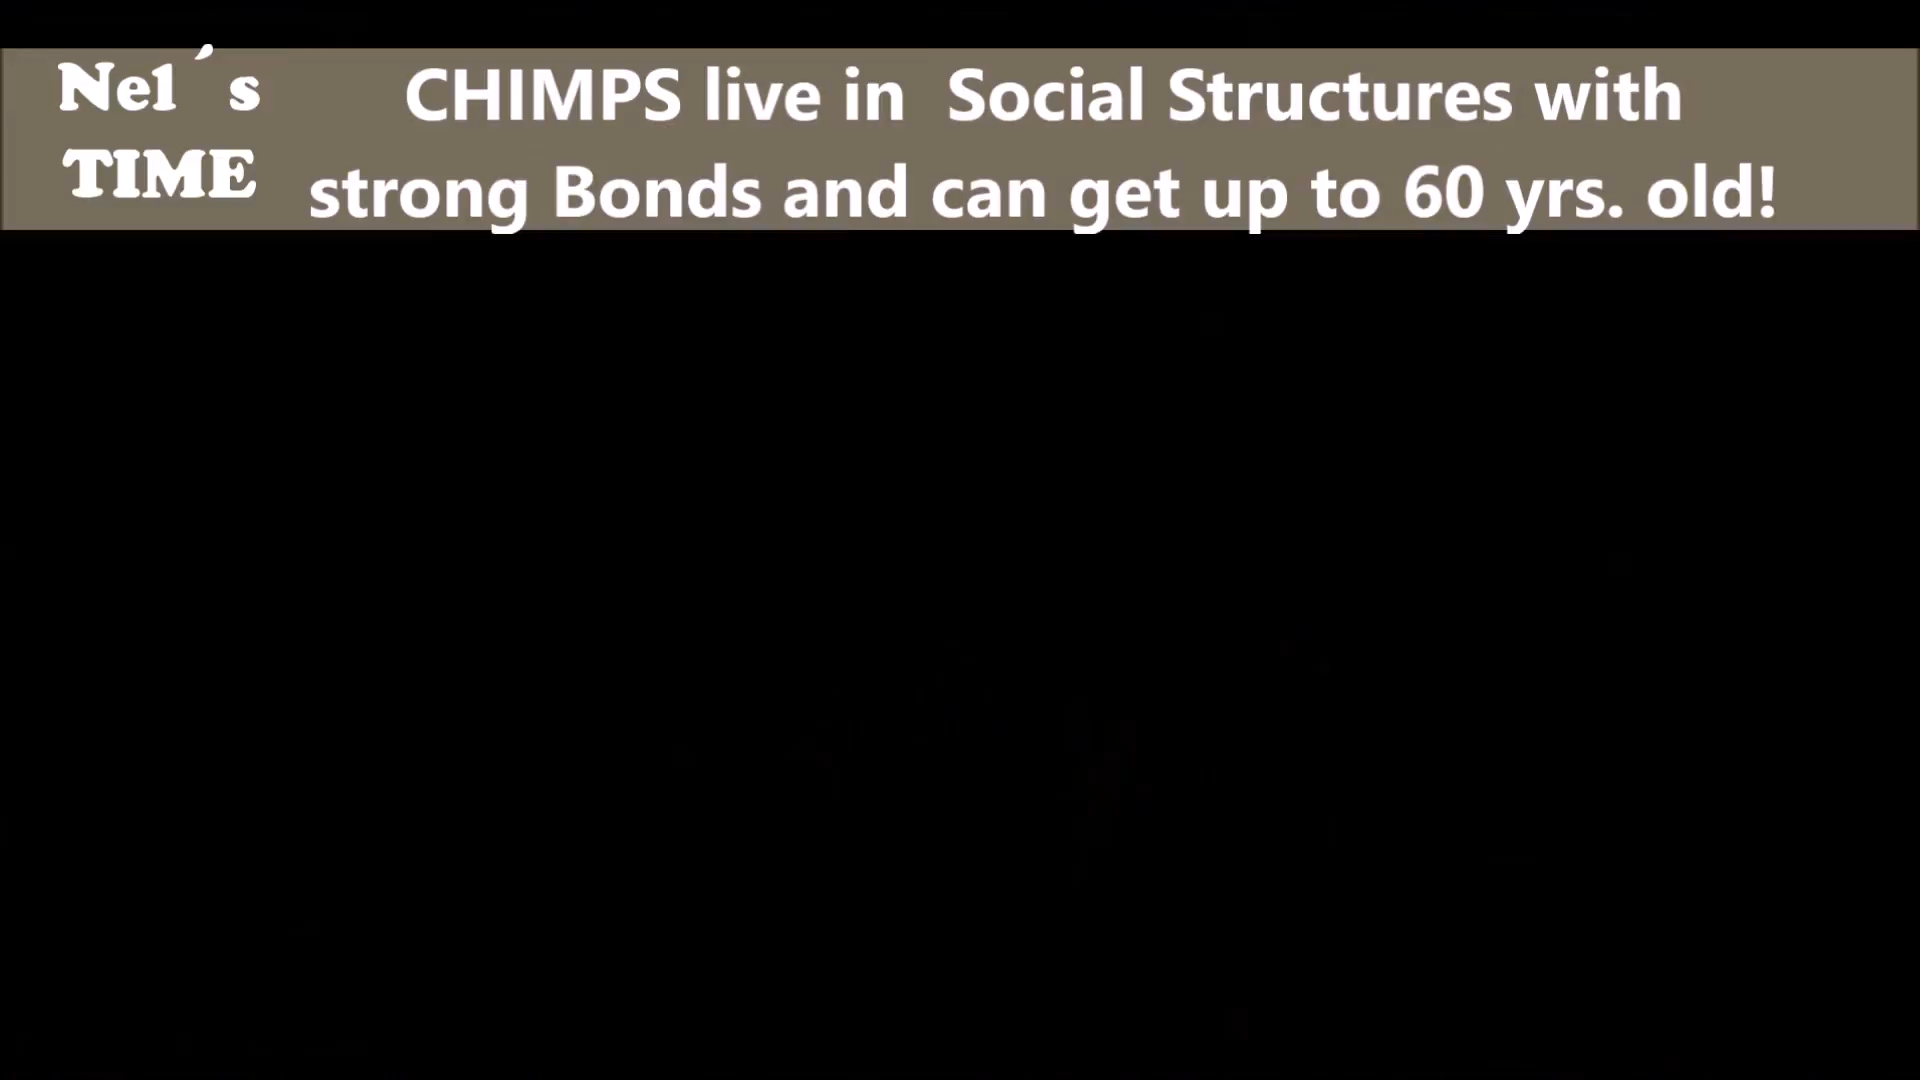 Nel´s
TIME
CHIMPS live in  Social Structures with
strong Bonds and can get up to 60 yrs. old!